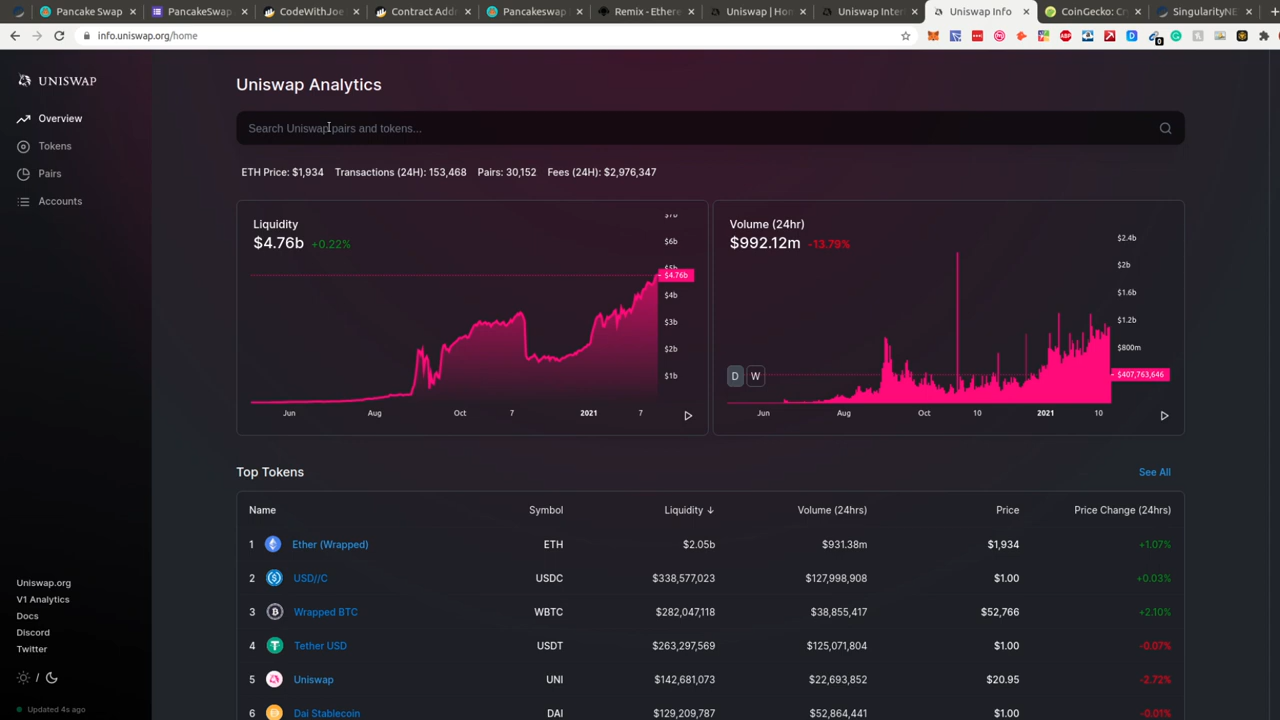 Pancake Swap
PancakeSwap
CodeWithJoe
Contract Add
Pancakeswap
Remix - Ethere
Uniswap | Ho
Uniswap Inter
Uniswap Info
CoinGecko: Cr
SingularityNE
info.uniswap.org/home
UNISWAP
Overview
Tokens
Pairs
Accounts
Uniswap Analytics
Search Uniswap pairs and tokens...
ETH Price: $1,934 Transactions (24H): 153,468 Pairs: 30,152 Fees (24H): $2,976,347
Liquidity
$4.76b +0.22%
$7b
$6b
$5b
$4.76b
$4b
$3b
$2b
$1b
Jun Aug Oct 7 2021 7
Volume (24hr)
$992.12m -13.79%
$2.4b
$2b
$1.6b
$1.2b
$800m
$407,763,646
D W
Jun Aug Oct 10 2021 10
Top Tokens
See All
Name Symbol Liquidity ↓ Volume (24hrs) Price Price Change (24hrs)
1 Ether (Wrapped) ETH $2.05b $931.38m $1,934 +1.07%
2 USD//C USDC $338,577,023 $127,998,908 $1.00 +0.03%
3 Wrapped BTC WBTC $282,047,118 $38,855,417 $52,766 +2.10%
4 Tether USD USDT $263,297,569 $125,071,804 $1.00 -0.07%
5 Uniswap UNI $142,681,073 $22,693,852 $20.95 -2.72%
6 Dai Stablecoin DAI $129,209,787 $52,864,441 $1.00 -0.01%
Uniswap.org
V1 Analytics
Docs
Discord
Twitter
/
Updated 4s ago